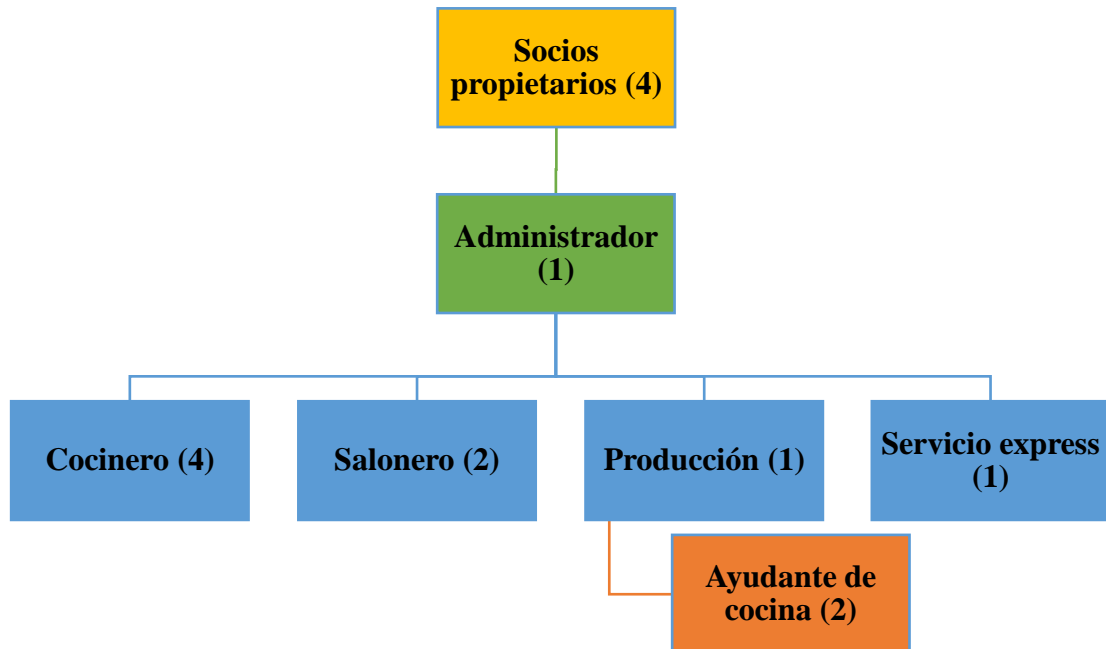 Socios
propietarios (4)
Administrador
(1)
Cocinero (4)
Salonero (2)
Producción (1)
Servicio express
(1)
Ayudante de
cocina (2)